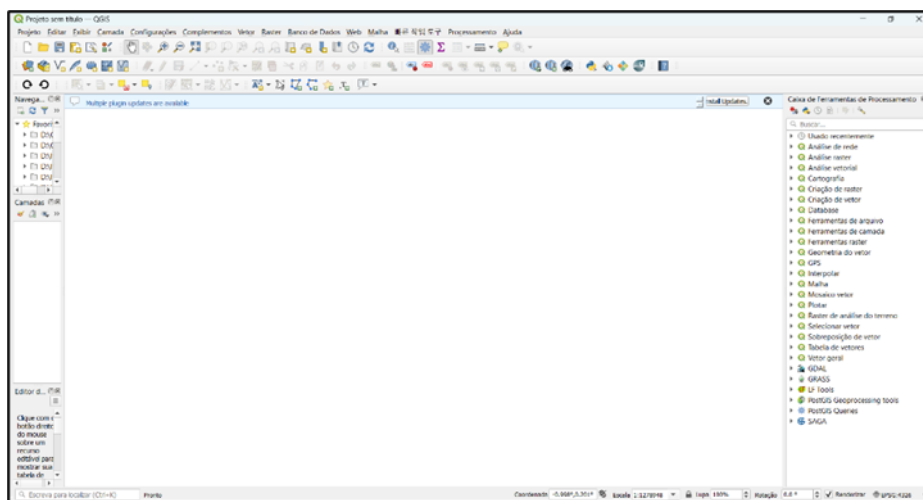 Projeto sem título — QGIS
Projeto Editar Exibir Camada Configurações Complementos Vetor Raster Banco de Dados Web Malha Processamento Ajuda
Navega...
Multiple plugin updates are available
Install Updates...
Caixa de Ferramentas de Processamento
Favori
Buscar...
Usado recentemente
Análise de rede
Análise raster
Análise vetorial
Cartografia
Criação de raster
Criação de vetor
Database
Ferramentas de arquivo
Ferramentas de camada
Ferramentas raster
Geometria do vetor
GPS
Interpolar
Malha
Mosaico vetor
Plotar
Raster de análise do terreno
Selecionar vetor
Sobreposição de vetor
Tabela de vetores
Vetor geral
GDAL
GRASS
LF Tools
PostGIS Geoprocessing tools
PostGIS Queries
SAGA
Camadas
Editor d...
Clique com o
botão direito
do mouse
sobre um
recurso
editável para
mostrar sua
tabela de
Escreva para localizar (Ctrl+K) Pronto Coordenada Escala Lupa 100% Rotação 0,0 ° Renderizar EPSG:4326